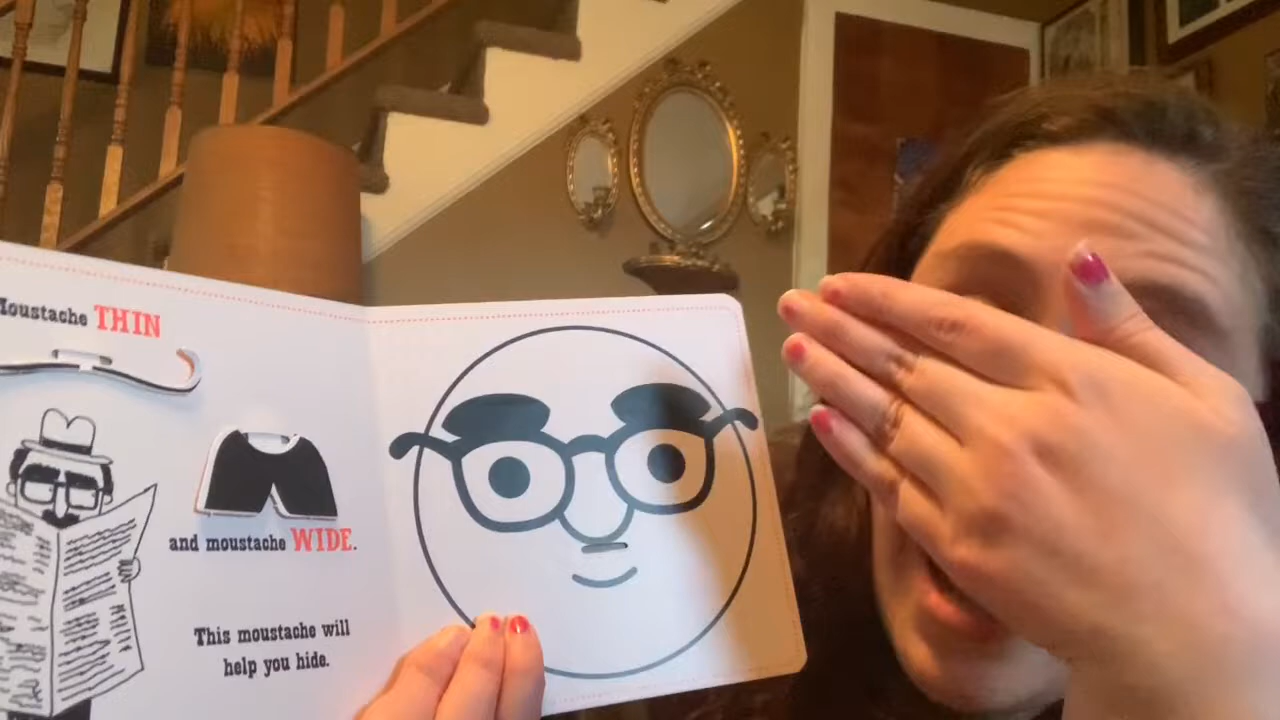 Moustache THIN
and moustache WIDE.
This moustache will
help you hide.